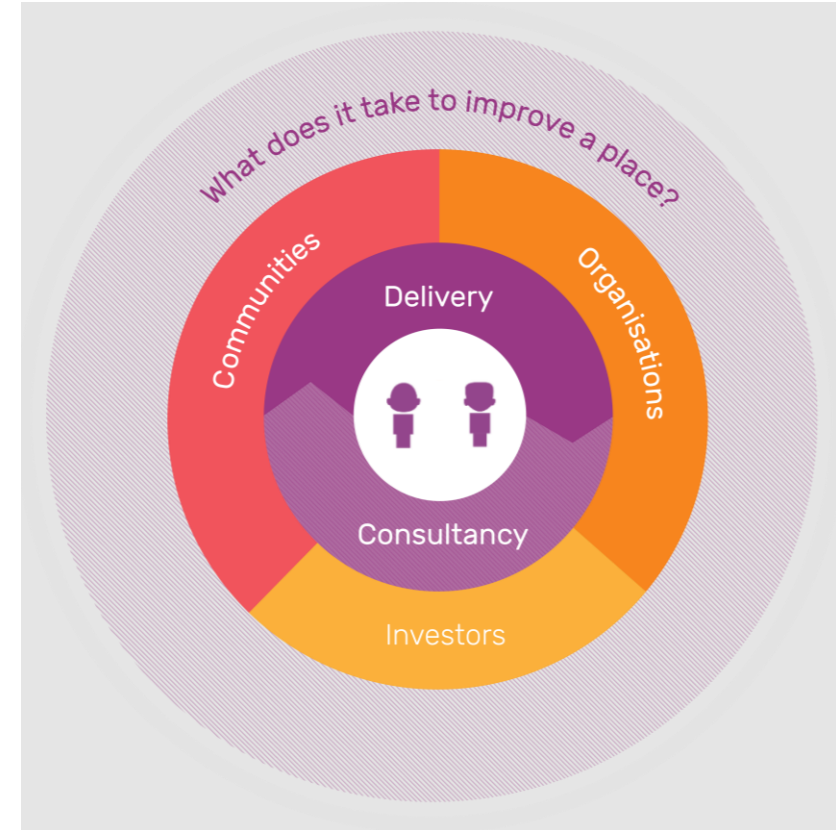 What does it take to improve a place?
Communities
Organisations
Delivery
Consultancy
Investors